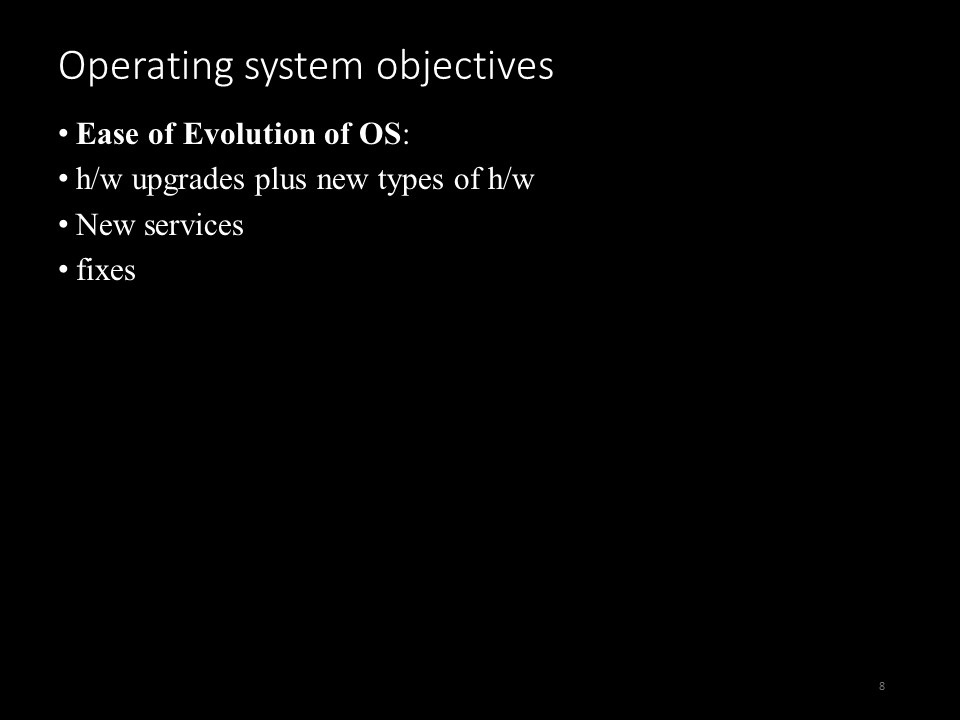 Operating system objectives
• Ease of Evolution of OS:
• h/w upgrades plus new types of h/w
• New services
• fixes
8